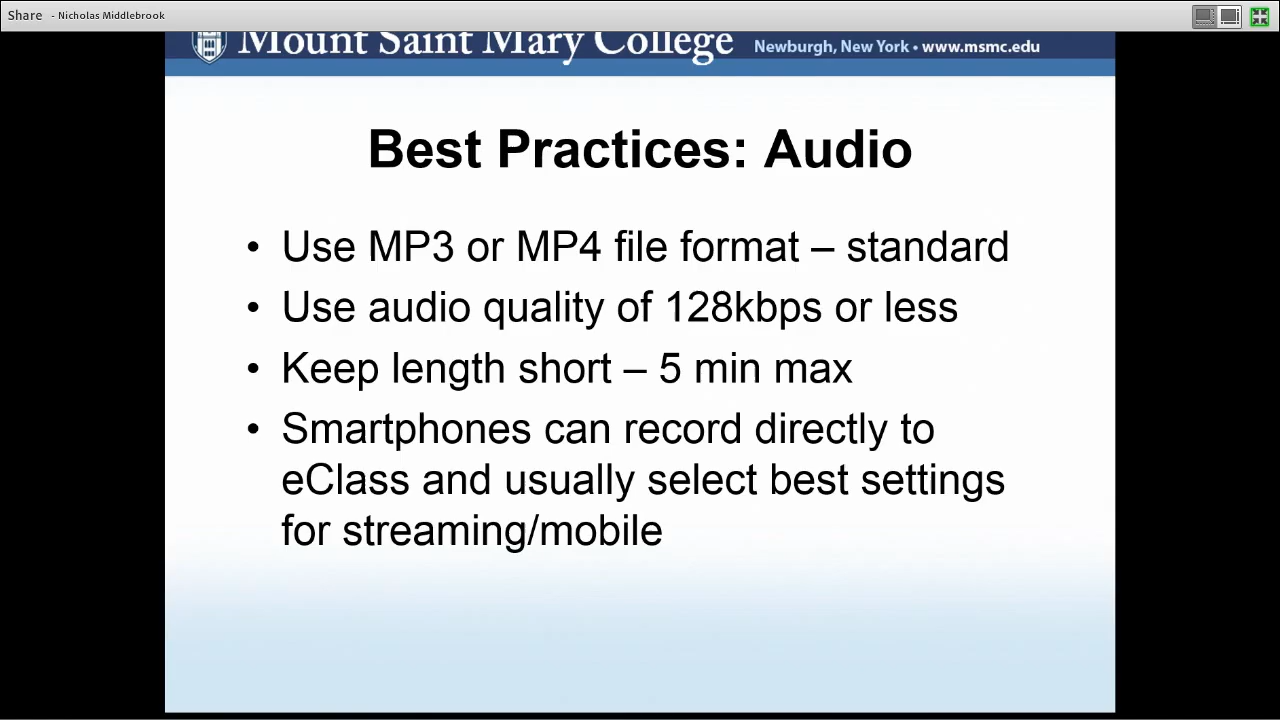 Share - Nicholas Middlebrook
Mount Saint Mary College Newburgh, New York • www.msmc.edu
Best Practices: Audio
• Use MP3 or MP4 file format – standard
• Use audio quality of 128kbps or less
• Keep length short – 5 min max
• Smartphones can record directly to
eClass and usually select best settings
for streaming/mobile